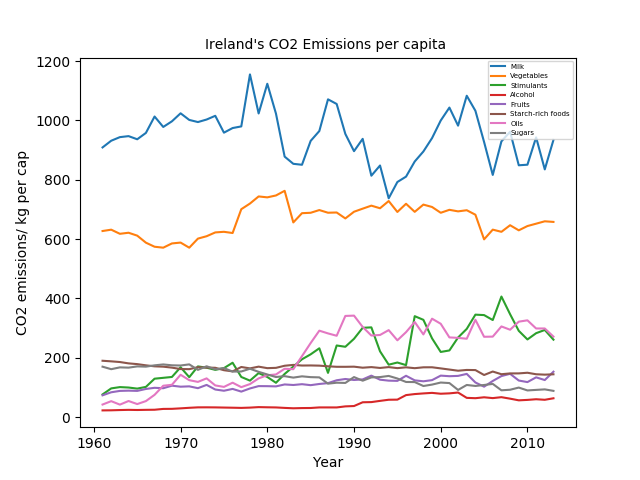 Ireland's CO2 Emissions per capita
CO2 emissions/ kg per cap
1200
1000
800
600
400
200
0
Milk
Vegetables
Stimulants
Alcohol
Fruits
Starch-rich foods
Oils
Sugars
1960 1970 1980 1990 2000 2010
Year